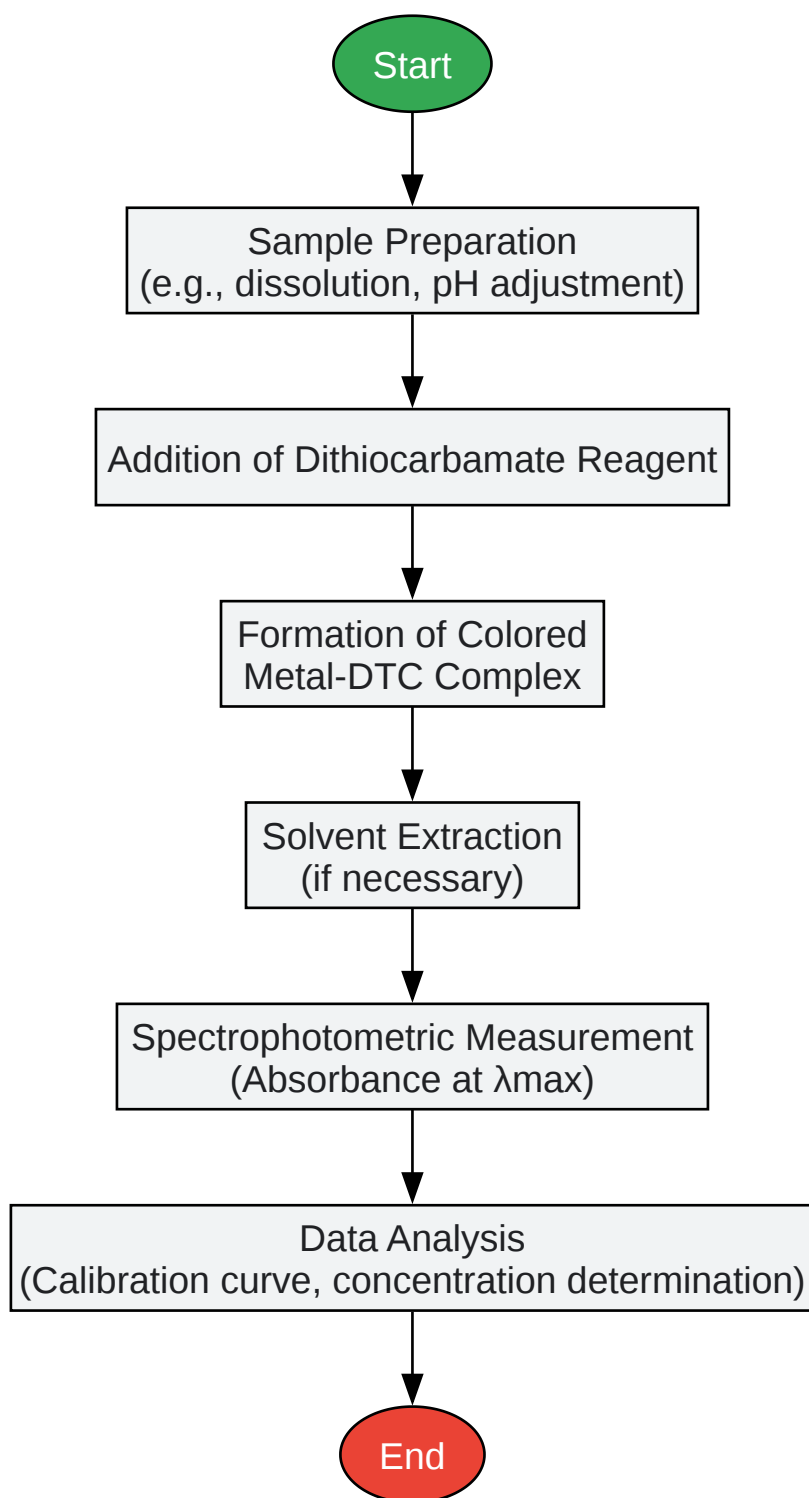 Start
Sample Preparation
(e.g., dissolution, pH adjustment)
Addition of Dithiocarbamate Reagent
Formation of Colored
Metal-DTC Complex
Solvent Extraction
(if necessary)
Spectrophotometric Measurement
(Absorbance at λmax)
Data Analysis
(Calibration curve, concentration determination)
End